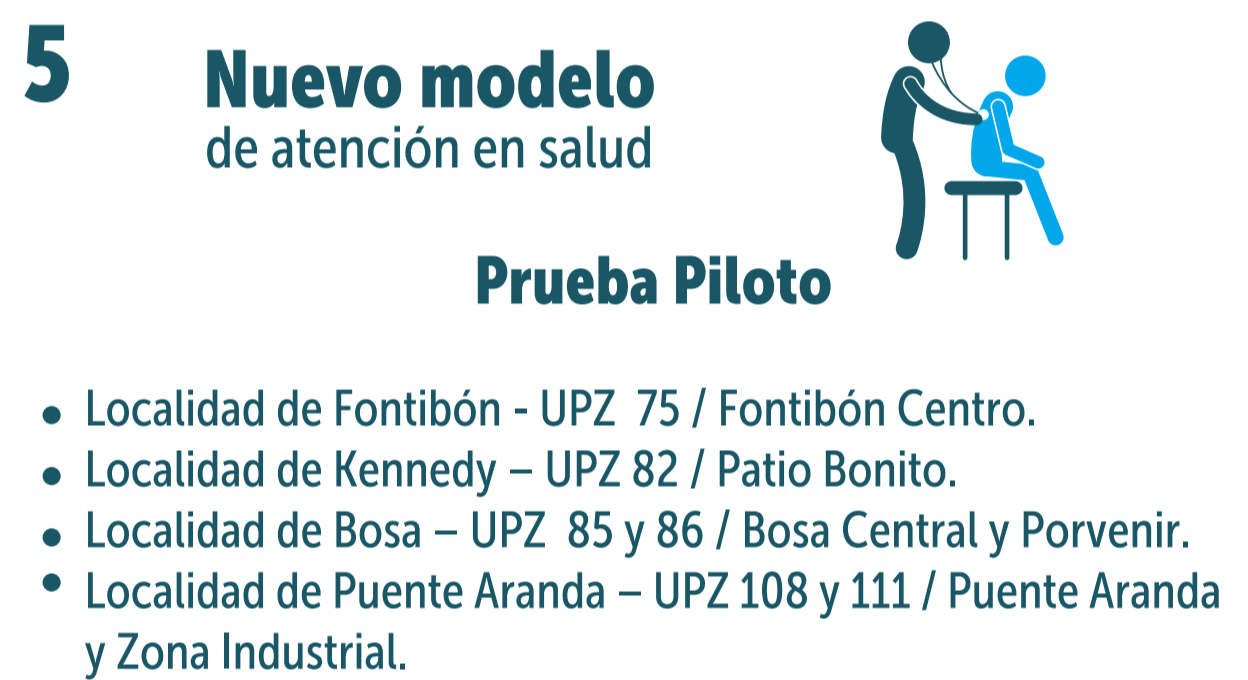 5
Nuevo modelo
de atención en salud
Prueba Piloto
• Localidad de Fontibón - UPZ  75 / Fontibón Centro.
• Localidad de Kennedy – UPZ 82 / Patio Bonito.
• Localidad de Bosa – UPZ  85 y 86 / Bosa Central y Porvenir.
• Localidad de Puente Aranda – UPZ 108 y 111 / Puente Aranda
y Zona Industrial.